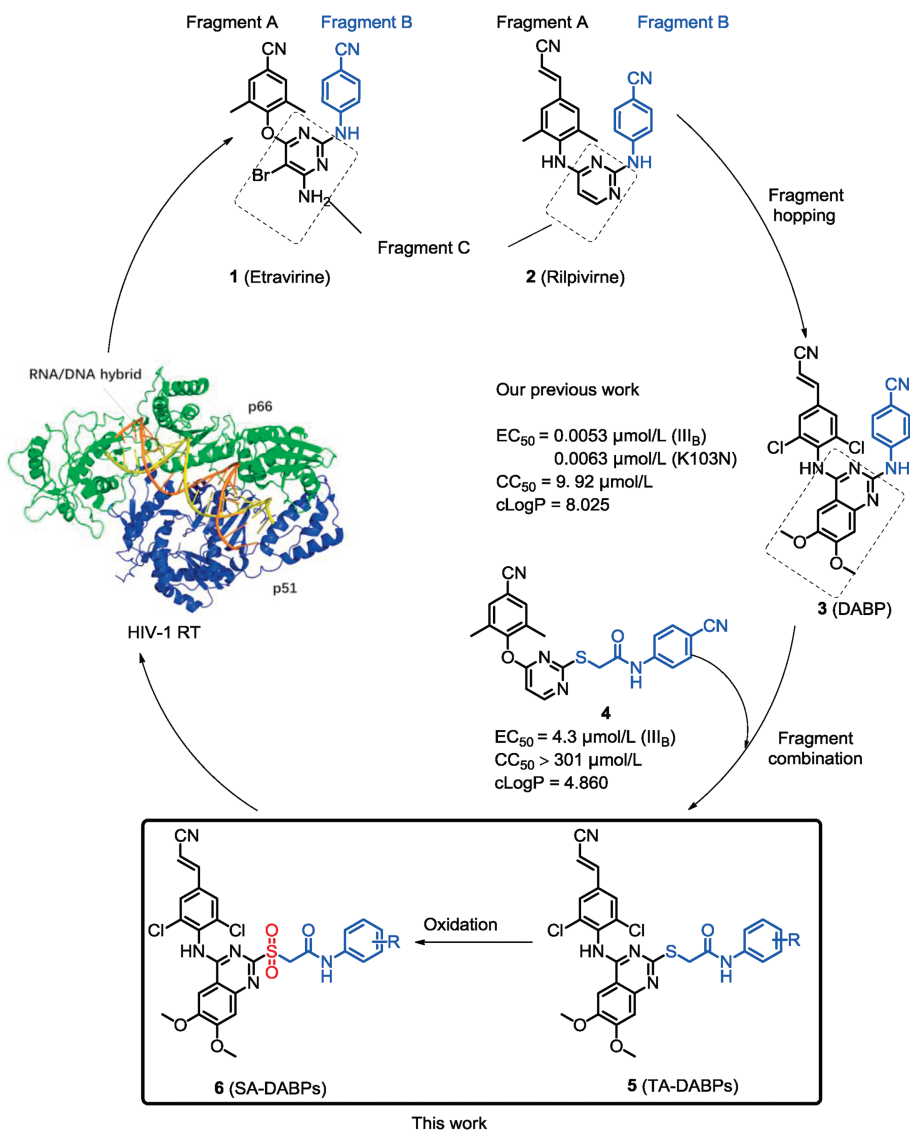 Fragment A Fragment B Fragment A Fragment B
CN
CN
CN
CN
O
N
NH
Br
N
NH2
NH
N
NH
N
Fragment C
1 (Etravirine)
2 (Rilpivirne)
Fragment
hopping
RNA/DNA hybrid
p66
p51
HIV-1 RT
Our previous work
EC50 = 0.0053 µmol/L (IIIB)
0.0063 µmol/L (K103N)
CC50 = 9. 92 µmol/L
cLogP = 8.025
CN
CN
Cl
Cl
HN
N
NH
N
O
O
3 (DABP)
CN
O
N
S
O
N
H
CN
N
4
EC50 = 4.3 µmol/L (IIIB)
CC50 > 301 µmol/L
cLogP = 4.860
Fragment
combination
CN
Cl
Cl
HN
N
O
S
O
O
N
H
R
N
O
O
6 (SA-DABPs)
Oxidation
CN
Cl
Cl
HN
N
S
O
N
H
R
N
O
O
5 (TA-DABPs)
This work